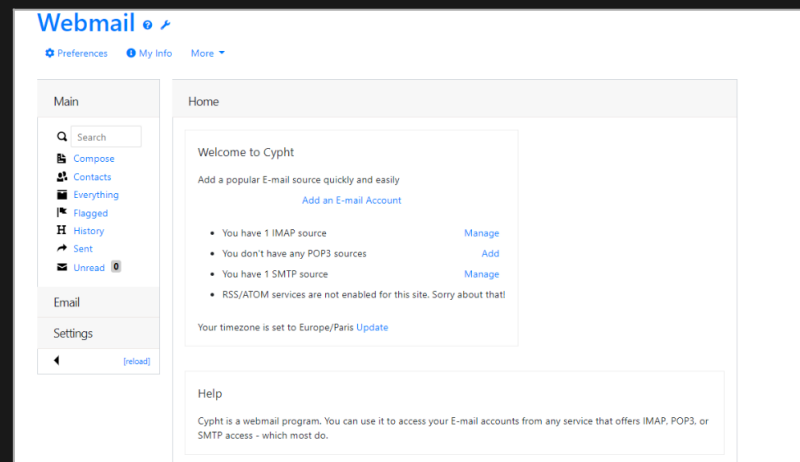 Webmail
Preferences My Info More
Main
Search
Compose
Contacts
Everything
Flagged
History
Sent
Unread 0
Email
Settings
[reload]
Home
Welcome to Cypht
Add a popular E-mail source quickly and easily
Add an E-mail Account
You have 1 IMAP source Manage
You don't have any POP3 sources Add
You have 1 SMTP source Manage
RSS/ATOM services are not enabled for this site. Sorry about that!
Your timezone is set to Europe/Paris Update
Help
Cypht is a webmail program. You can use it to access your E-mail accounts from any service that offers IMAP, POP3, or
SMTP access - which most do.